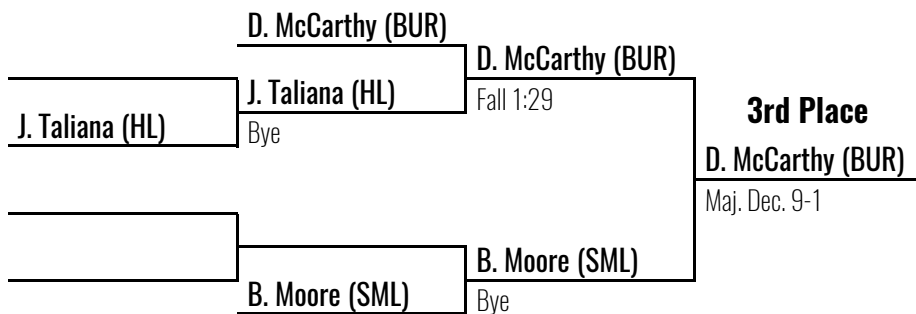 D. McCarthy (BUR)
D. McCarthy (BUR)
J. Taliana (HL)
Fall 1:29
3rd Place
J. Taliana (HL)
Bye
D. McCarthy (BUR)
Maj. Dec. 9-1
B. Moore (SML)
B. Moore (SML)
Bye